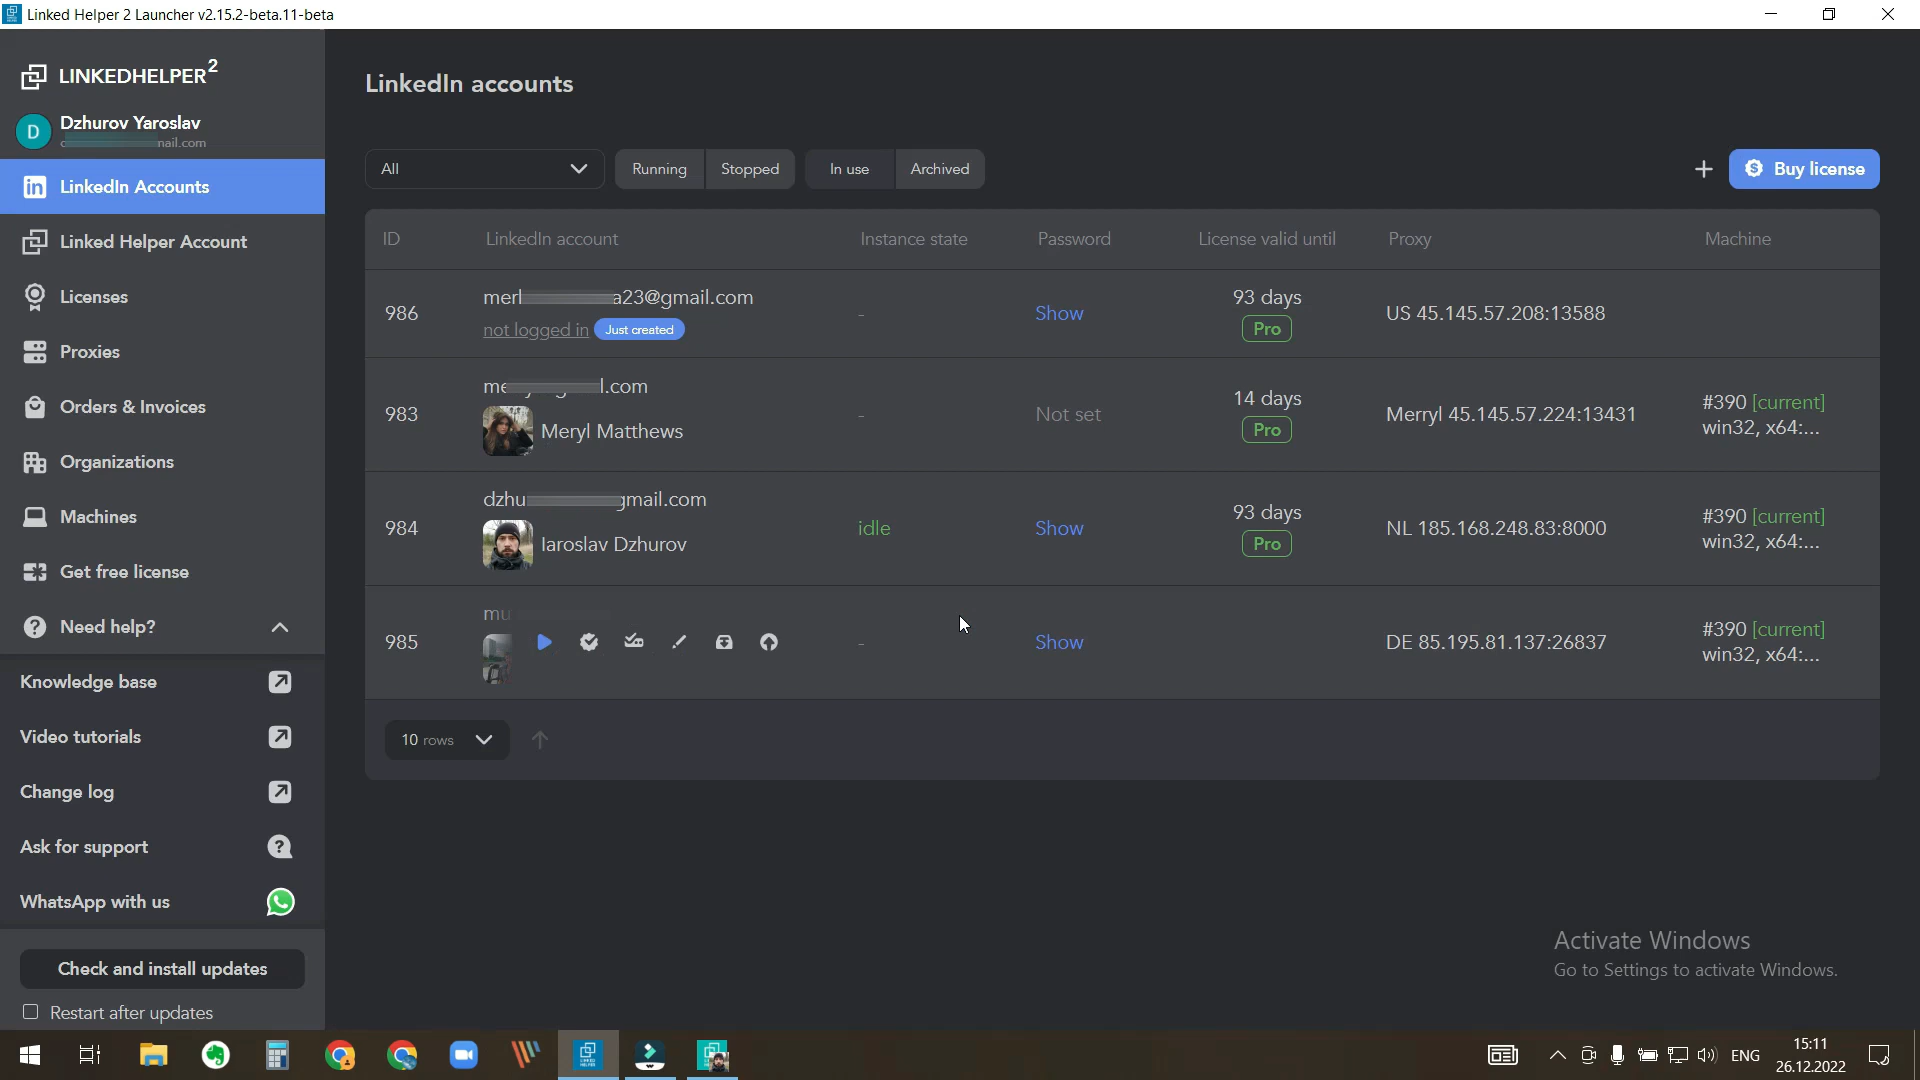 Linked Helper 2 Launcher v2.15.2-beta.11-beta
LINKEDHELPER 2
D
Dzhurov Yaroslav
mail.com
LinkedIn Accounts
Linked Helper Account
Licenses
Proxies
Orders & Invoices
Organizations
Machines
Get free license
Need help?
Knowledge base
Video tutorials
Change log
Ask for support
WhatsApp with us
Check and install updates
Restart after updates
LinkedIn accounts
All
Running
Stopped
In use
Archived
+
Buy license
ID LinkedIn account Instance state Password License valid until Proxy Machine
986
merl a23@gmail.com
not logged in Just created
-
Show
93 days
Pro
US 45.145.57.208:13588
983
me l.com
Meryl Matthews
-
Not set
14 days
Pro
Merryl 45.145.57.224:13431
#390 [current]
win32, x64:...
984
dzhu gmail.com
Iaroslav Dzhurov
idle
Show
93 days
Pro
NL 185.168.248.83:8000
#390 [current]
win32, x64:...
985
mu
-
Show
DE 85.195.81.137:26837
#390 [current]
win32, x64:...
10 rows
Activate Windows
Go to Settings to activate Windows.
ENG
15:11
26.12.2022